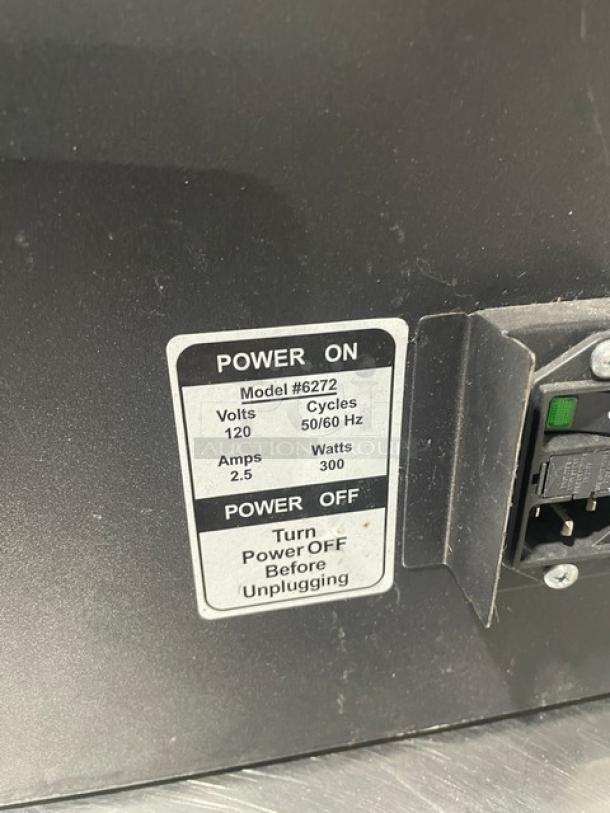 POWER ON
Model #6272
Volts Cycles
120 50/60 Hz
Amps Watts
2.5 300
POWER OFF
Turn
Power OFF
Before
Unplugging